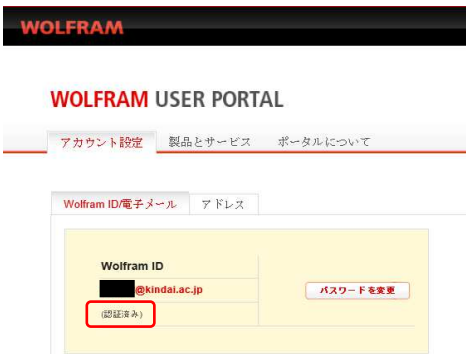 WOLFRAM
WOLFRAM USER PORTAL
アカウント設定 製品とサービス ポータルについて
Wolfram ID/電子メール アドレス
Wolfram ID
@kindai.ac.jp
パスワードを変更
(認証済み)